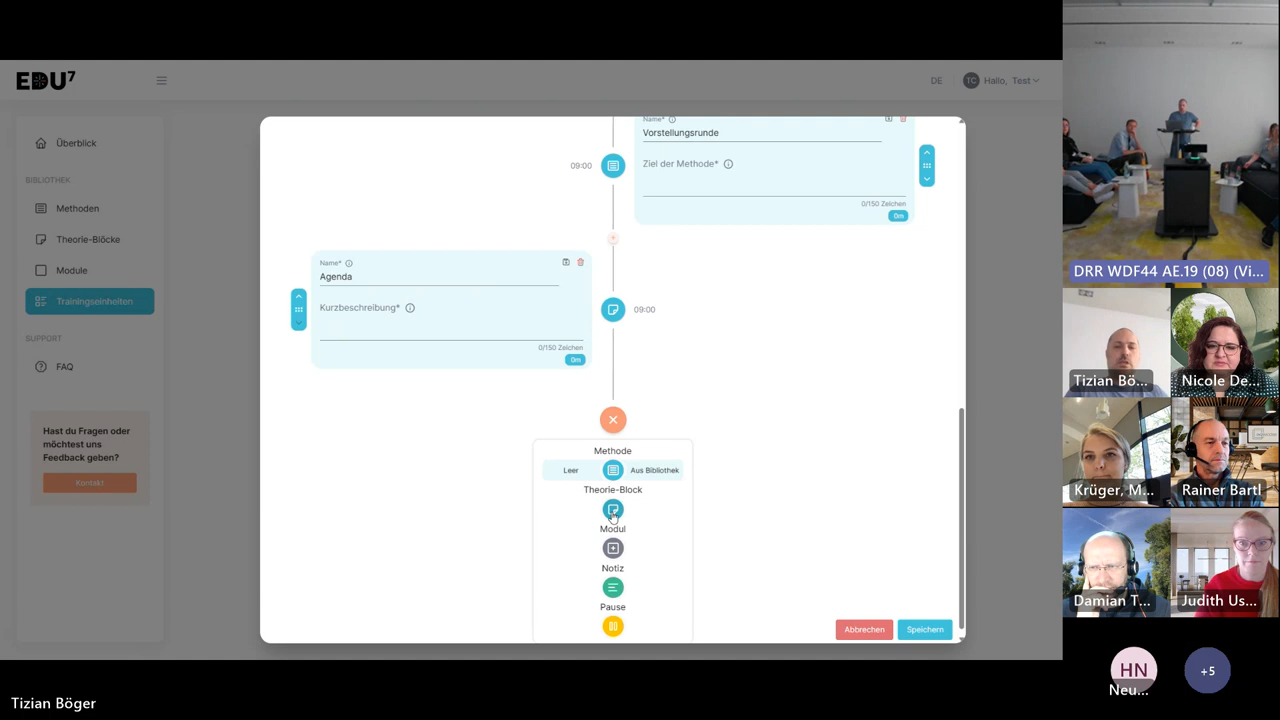 EDU⁷
DE
TC
Hallo, Test
Überblick
BIBLIOTHEK
Methoden
Theorie-Blöcke
Module
Trainingseinheiten
SUPPORT
FAQ
Hast du Fragen oder
möchtest uns
Feedback geben?
Kontakt
Name*
Vorstellungsrunde
09:00
Ziel der Methode*
0/150 Zeichen
0m
Name*
Agenda
Kurzbeschreibung*
09:00
0/150 Zeichen
0m
Methode
Leer
Aus Bibliothek
Theorie-Block
Modul
Notiz
Pause
Abbrechen
Speichern
DRR WDF44 AE.19 (08) (Vi...
Tizian Bö...
Nicole De...
Krüger, M...
Rainer Bartl
Damian T...
Judith Us...
HN
Neu...
+5
Tizian Böger